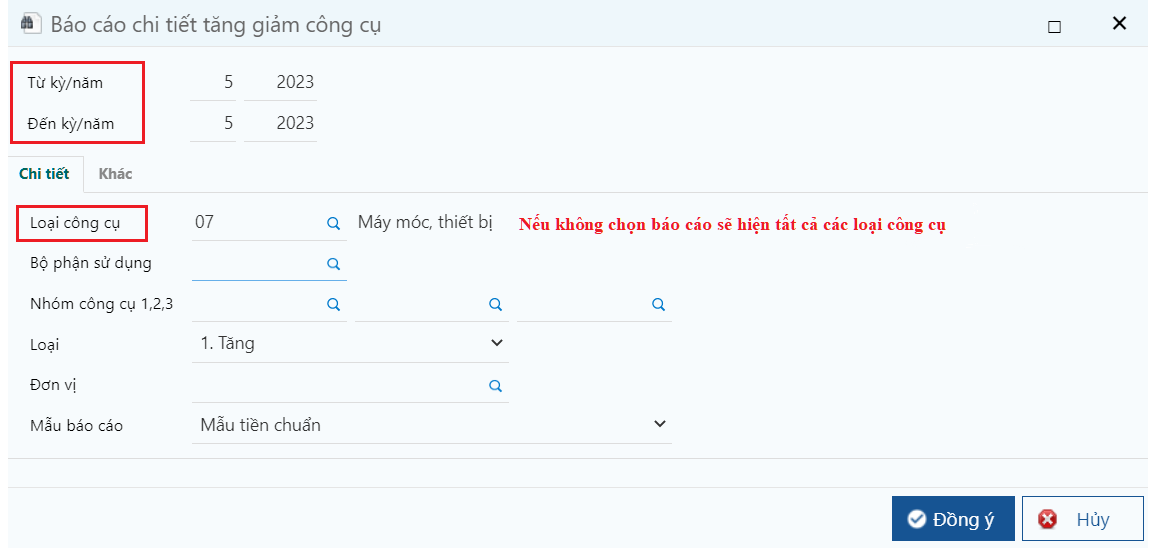 Báo cáo chi tiết tăng giảm công cụ
Từ kỳ/năm 5 2023
Đến kỳ/năm 5 2023
Chi tiết Khác
Loại công cụ 07 Máy móc, thiết bị Nếu không chọn báo cáo sẽ hiện tất cả các loại công cụ
Bộ phận sử dụng
Nhóm công cụ 1,2,3
Loại 1. Tăng
Đơn vị
Mẫu báo cáo Mẫu tiền chuẩn
Đồng ý Hủy